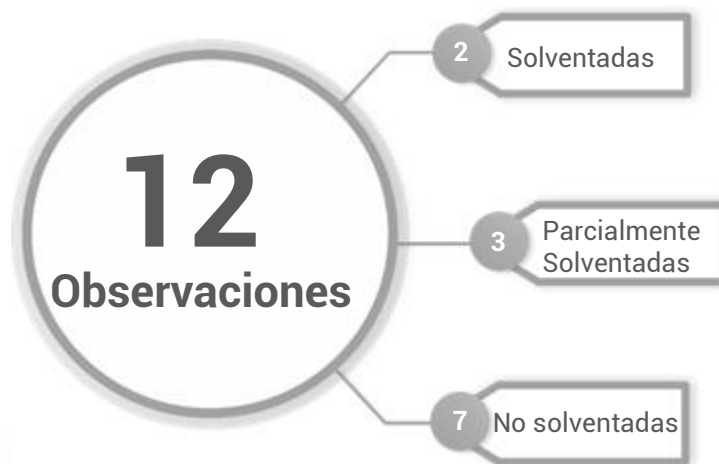 12
Observaciones
2
Solventadas
3
Parcialmente
Solventadas
7
No solventadas